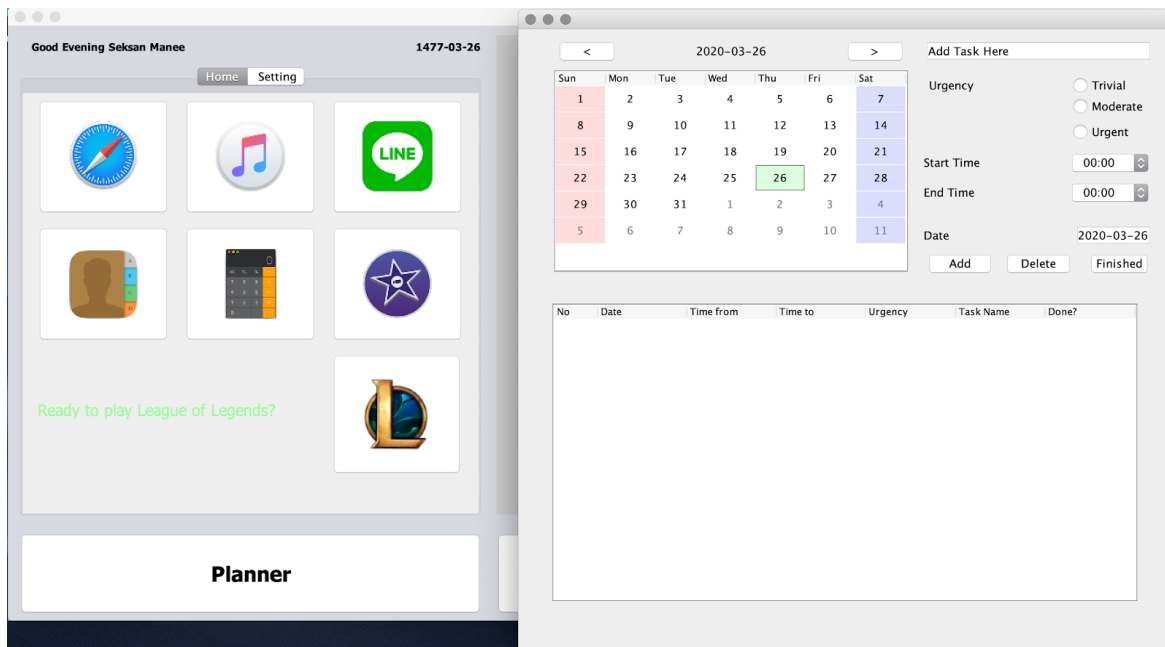 Good Evening Seksan Manee
1477-03-26
Home Setting
LINE
Ready to play League of Legends?
Planner
< 2020-03-26 >
Sun Mon Tue Wed Thu Fri Sat
1 2 3 4 5 6 7
8 9 10 11 12 13 14
15 16 17 18 19 20 21
22 23 24 25 26 27 28
29 30 31 1 2 3 4
5 6 7 8 9 10 11
Add Task Here
Urgency
Trivial
Moderate
Urgent
Start Time 00:00
End Time 00:00
Date 2020-03-26
Add Delete Finished
No Date Time from Time to Urgency Task Name Done?